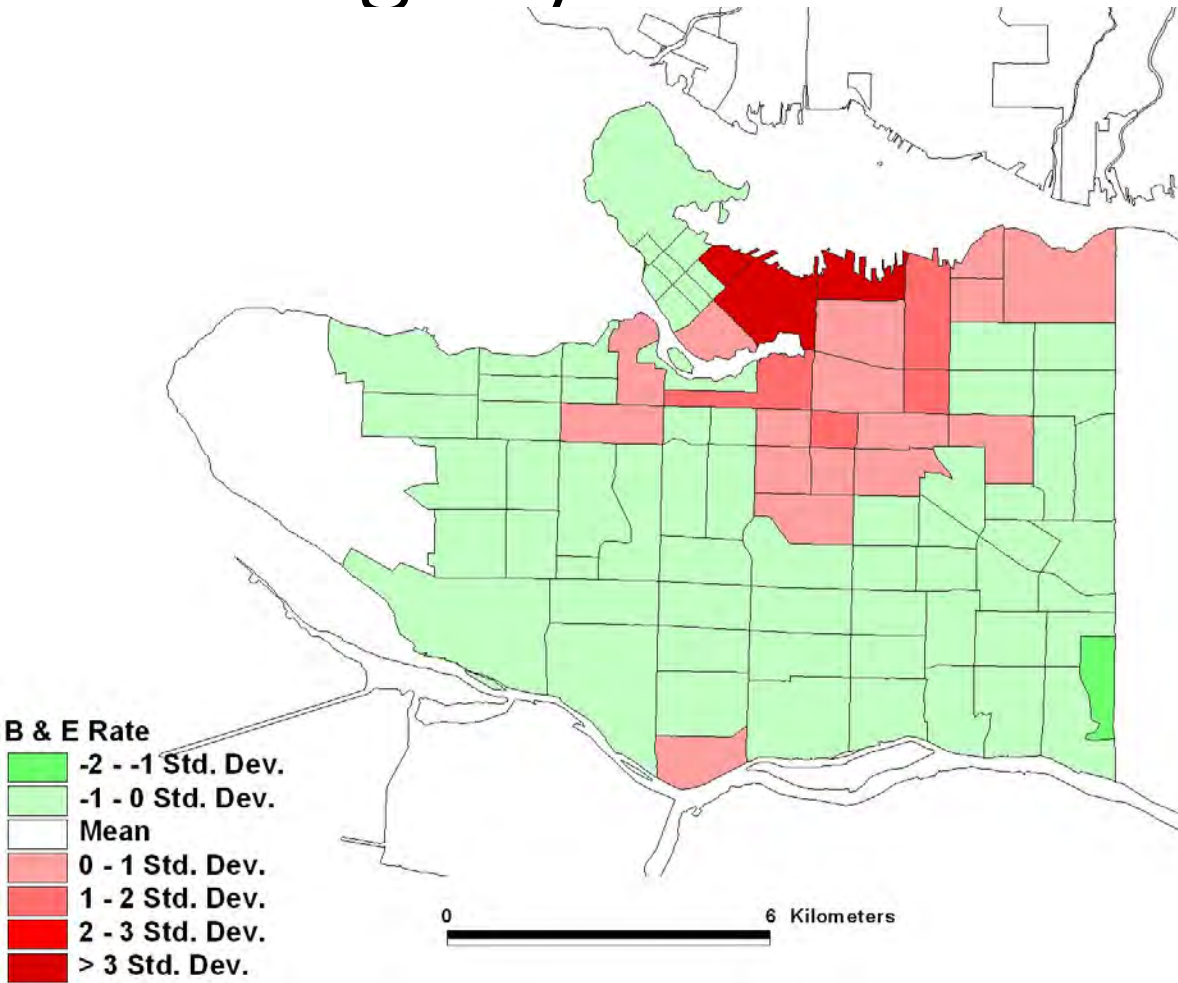 B & E Rate
-2 - -1 Std. Dev.
-1 - 0 Std. Dev.
Mean
0 - 1 Std. Dev.
1 - 2 Std. Dev.
2 - 3 Std. Dev.
> 3 Std. Dev.
0 6 Kilometers